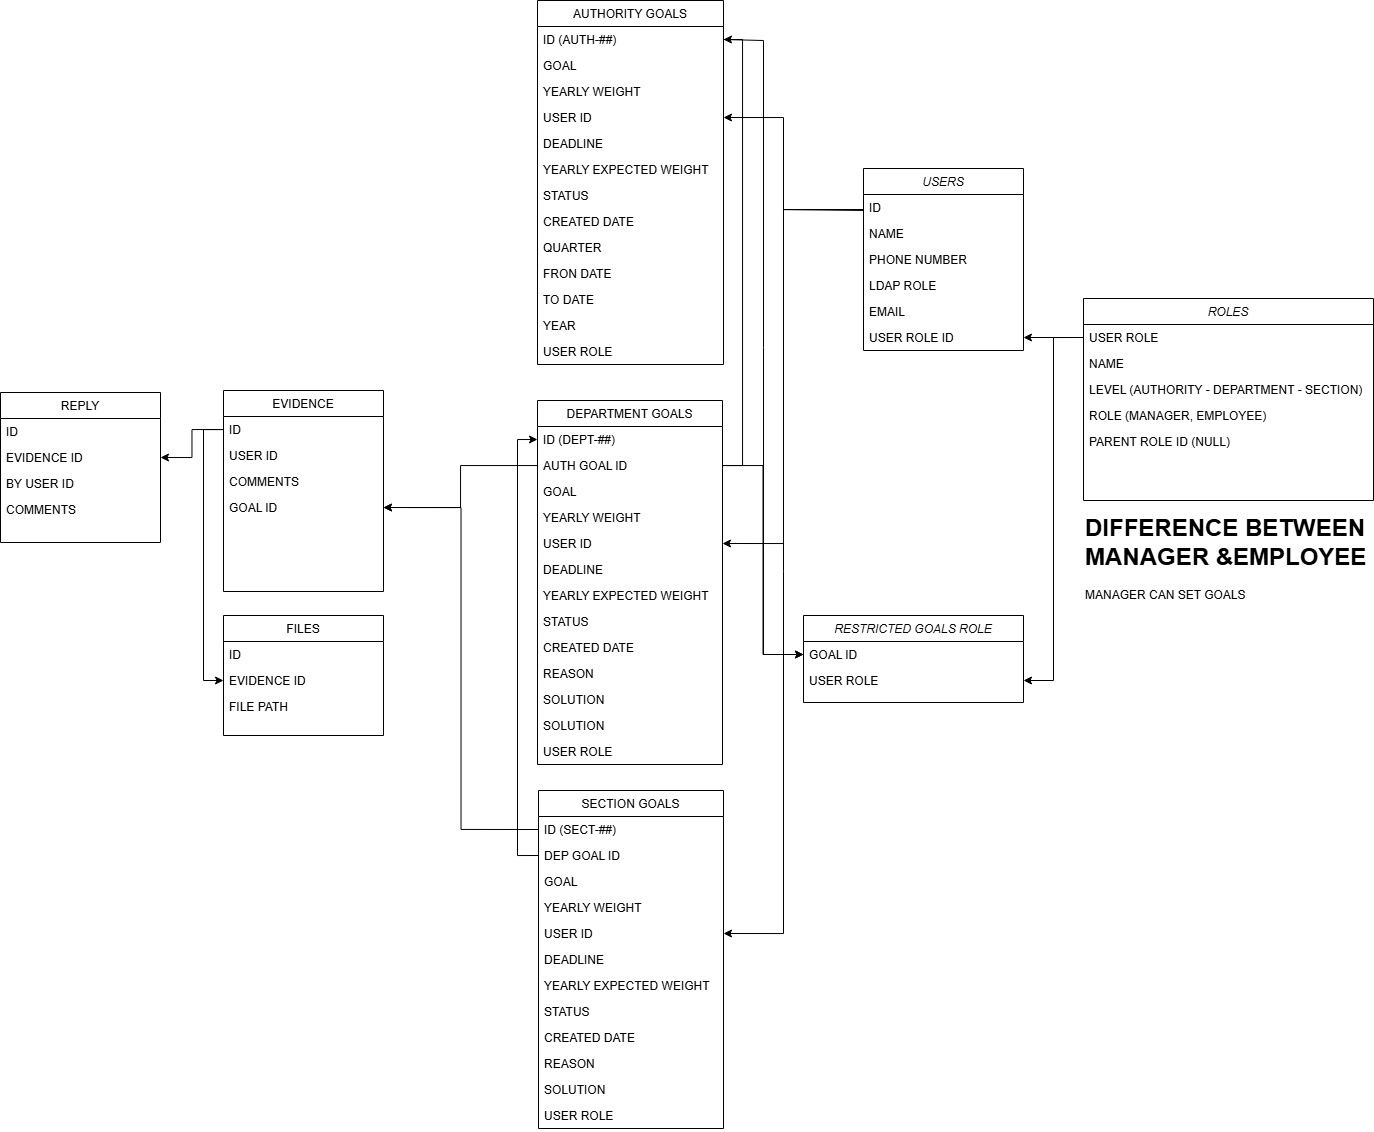 AUTHORITY GOALS
ID (AUTH-##)
GOAL
YEARLY WEIGHT
USER ID
DEADLINE
YEARLY EXPECTED WEIGHT
STATUS
CREATED DATE
QUARTER
FRON DATE
TO DATE
YEAR
USER ROLE
USERS
ID
NAME
PHONE NUMBER
LDAP ROLE
EMAIL
USER ROLE ID
ROLES
USER ROLE
NAME
LEVEL (AUTHORITY - DEPARTMENT - SECTION)
ROLE (MANAGER, EMPLOYEE)
PARENT ROLE ID (NULL)
DIFFERENCE BETWEEN
MANAGER &EMPLOYEE
MANAGER CAN SET GOALS
REPLY
ID
EVIDENCE ID
BY USER ID
COMMENTS
EVIDENCE
ID
USER ID
COMMENTS
GOAL ID
FILES
ID
EVIDENCE ID
FILE PATH
DEPARTMENT GOALS
ID (DEPT-##)
AUTH GOAL ID
GOAL
YEARLY WEIGHT
USER ID
DEADLINE
YEARLY EXPECTED WEIGHT
STATUS
CREATED DATE
REASON
SOLUTION
SOLUTION
USER ROLE
RESTRICTED GOALS ROLE
GOAL ID
USER ROLE
SECTION GOALS
ID (SECT-##)
DEP GOAL ID
GOAL
YEARLY WEIGHT
USER ID
DEADLINE
YEARLY EXPECTED WEIGHT
STATUS
CREATED DATE
REASON
SOLUTION
USER ROLE